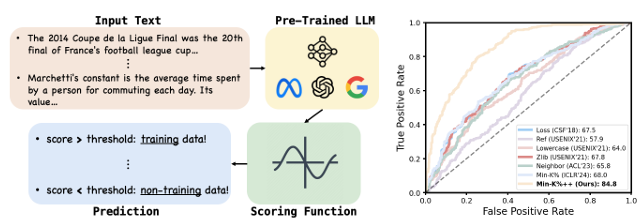 Input Text
• The 2014 Coupe de la Ligue Final was the 20th
final of France's football league cup...
⋮
• Marchetti's constant is the average time spent
by a person for commuting each day. Its
value...
Pre-Trained LLM
• score > threshold: training data!
⋮
• score < threshold: non-training data!
Prediction
Scoring Function
True Positive Rate
1.0
0.8
0.6
0.4
0.2
0.0
0.0 0.2 0.4 0.6 0.8 1.0
False Positive Rate
Loss (CSF'18): 67.5
Ref (USENIX'21): 57.9
Lowercase (USENIX'21): 64.0
Zlib (USENIX'21): 67.8
Neighbor (ACL'23): 65.8
Min-K% (ICLR'24): 68.0
Min-K%++ (Ours): 84.8